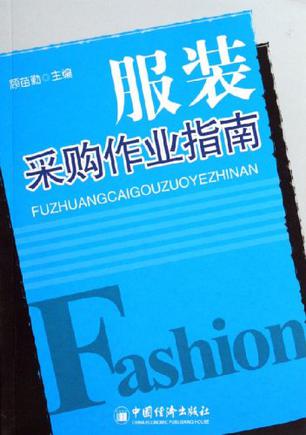 顾苗勤 主编
服装
采购作业指南
FUZHUANGCAIGOUZUOYEZHINAN
Fashion
中国经济出版社
CHINA ECONOMIC PUBLISHING HOUSE